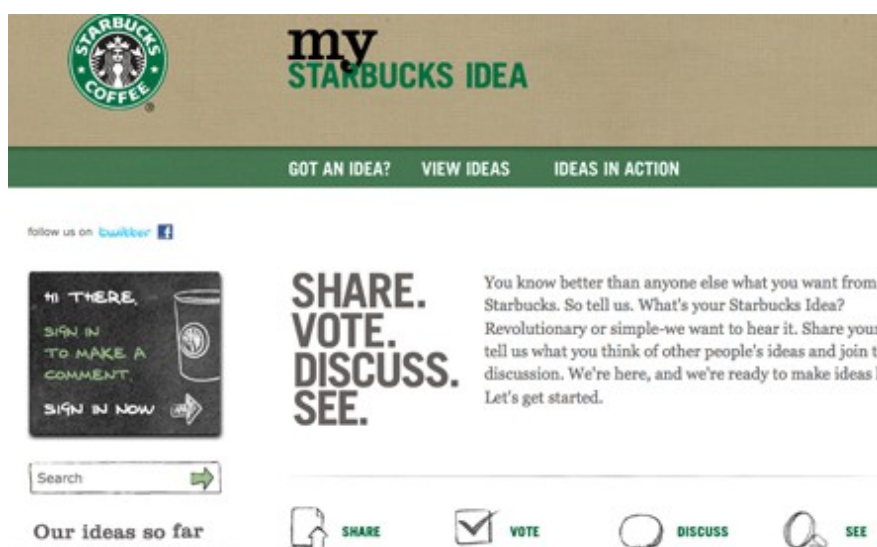 STARBUCKS
COFFEE
®
my
STARBUCKS IDEA
GOT AN IDEA? VIEW IDEAS IDEAS IN ACTION
follow us on twitter f
HI THERE,
SIGN IN
TO MAKE A
COMMENT.
SIGN IN NOW
Search
Our ideas so far
SHARE.
VOTE.
DISCUSS.
SEE.
You know better than anyone else what you want from
Starbucks. So tell us. What's your Starbucks Idea?
Revolutionary or simple-we want to hear it. Share your
tell us what you think of other people's ideas and join
discussion. We're here, and we're ready to make ideas
Let's get started.
SHARE VOTE DISCUSS SEE